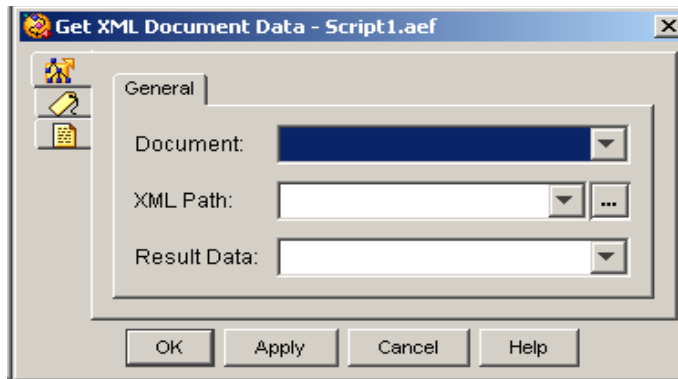 Get XML Document Data - Script1.aef
General
Document:
XML Path:
...
Result Data:
OK Apply Cancel Help